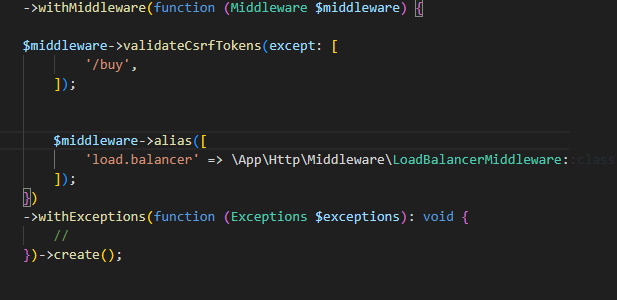 ->withMiddleware(function (Middleware $middleware) {
$middleware->validateCsrfTokens(except: [
'/buy',
]);
$middleware->alias([
'load.balancer' => \App\Http\Middleware\LoadBalancerMiddleware::class
]);
})
->withExceptions(function (Exceptions $exceptions): void {
//
})->create();